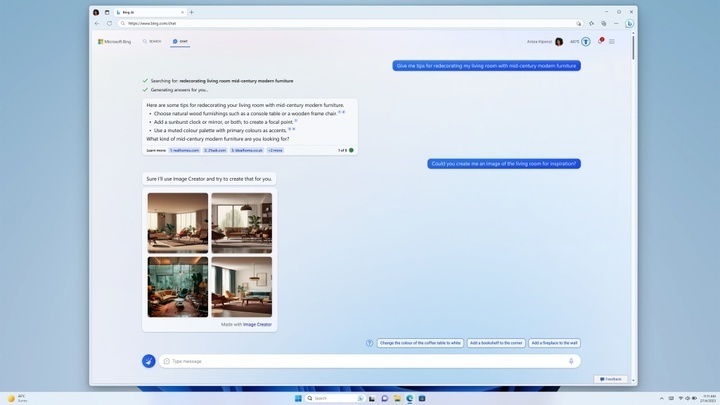 Bing AI
https://www.bing.com/chat
Microsoft Bing
SEARCH
CHAT
4470
Give me tips for redecorating my living room with mid-century modern furniture
Searching for: redecorating living room mid-century modern furniture
Generating answers for you...
Here are some tips for redecorating your living room with mid-century modern furniture.
• Choose natural wood furnishings such as a console table or a wooden frame chair.
• Add a sunburst clock or mirror, or both, to create a focal point.
• Use a muted colour palette with primary colours as accents.
What kind of mid-century modern furniture are you looking for?
Learn more
1. realhomes.com
3. idealhome.co.uk
+2 more
1 of 8
Could you create me an image of the living room for inspiration?
Sure I'll use Image Creator and try to create that for you.
Made with Image Creator
Change the colour of the coffee table to white
Add a bookshelf to the corner
Add a fireplace to the wall
Type message
Feedback
Search
11:11 AM